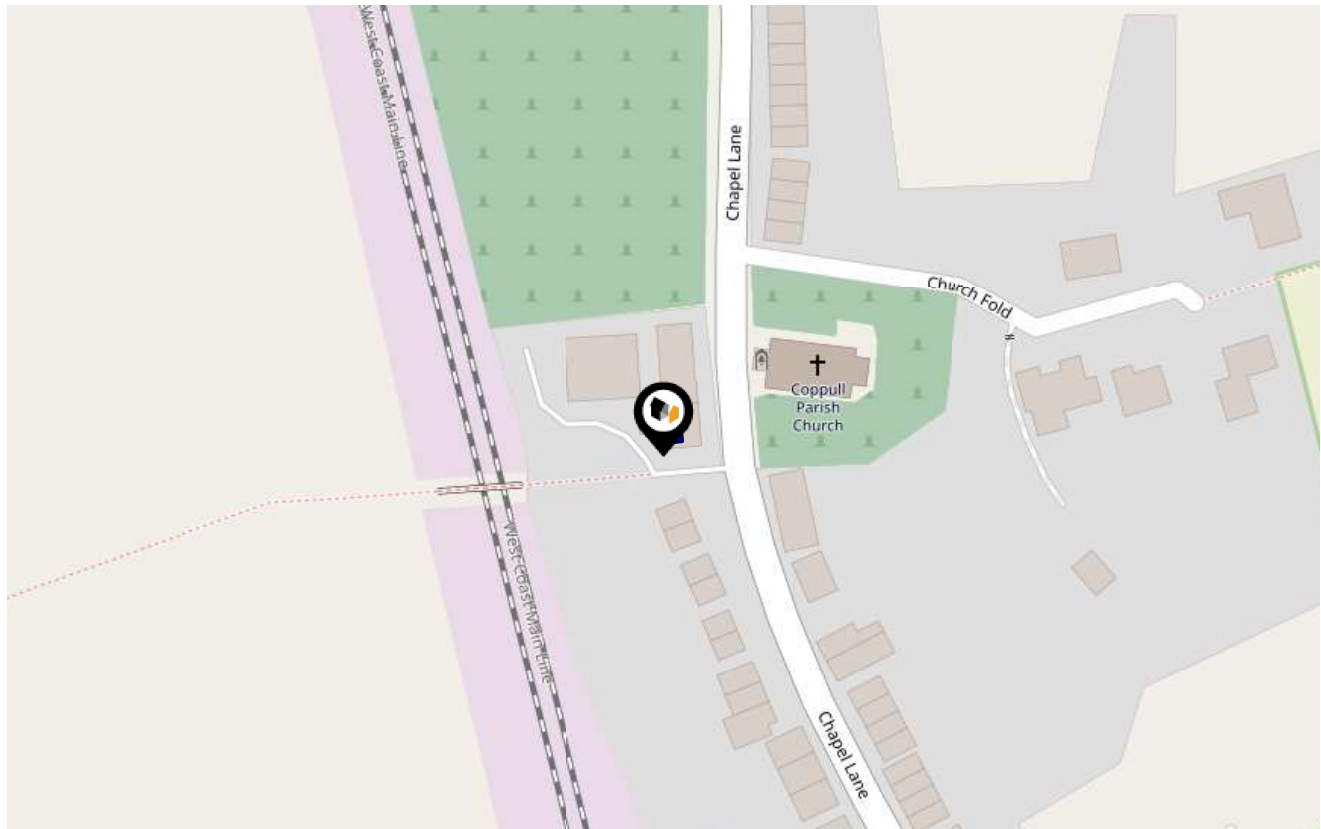 West Coast Main Line
Chapel Lane
Church Fold
Coppull
Parish
Church
West Coast Main Line
Chapel Lane